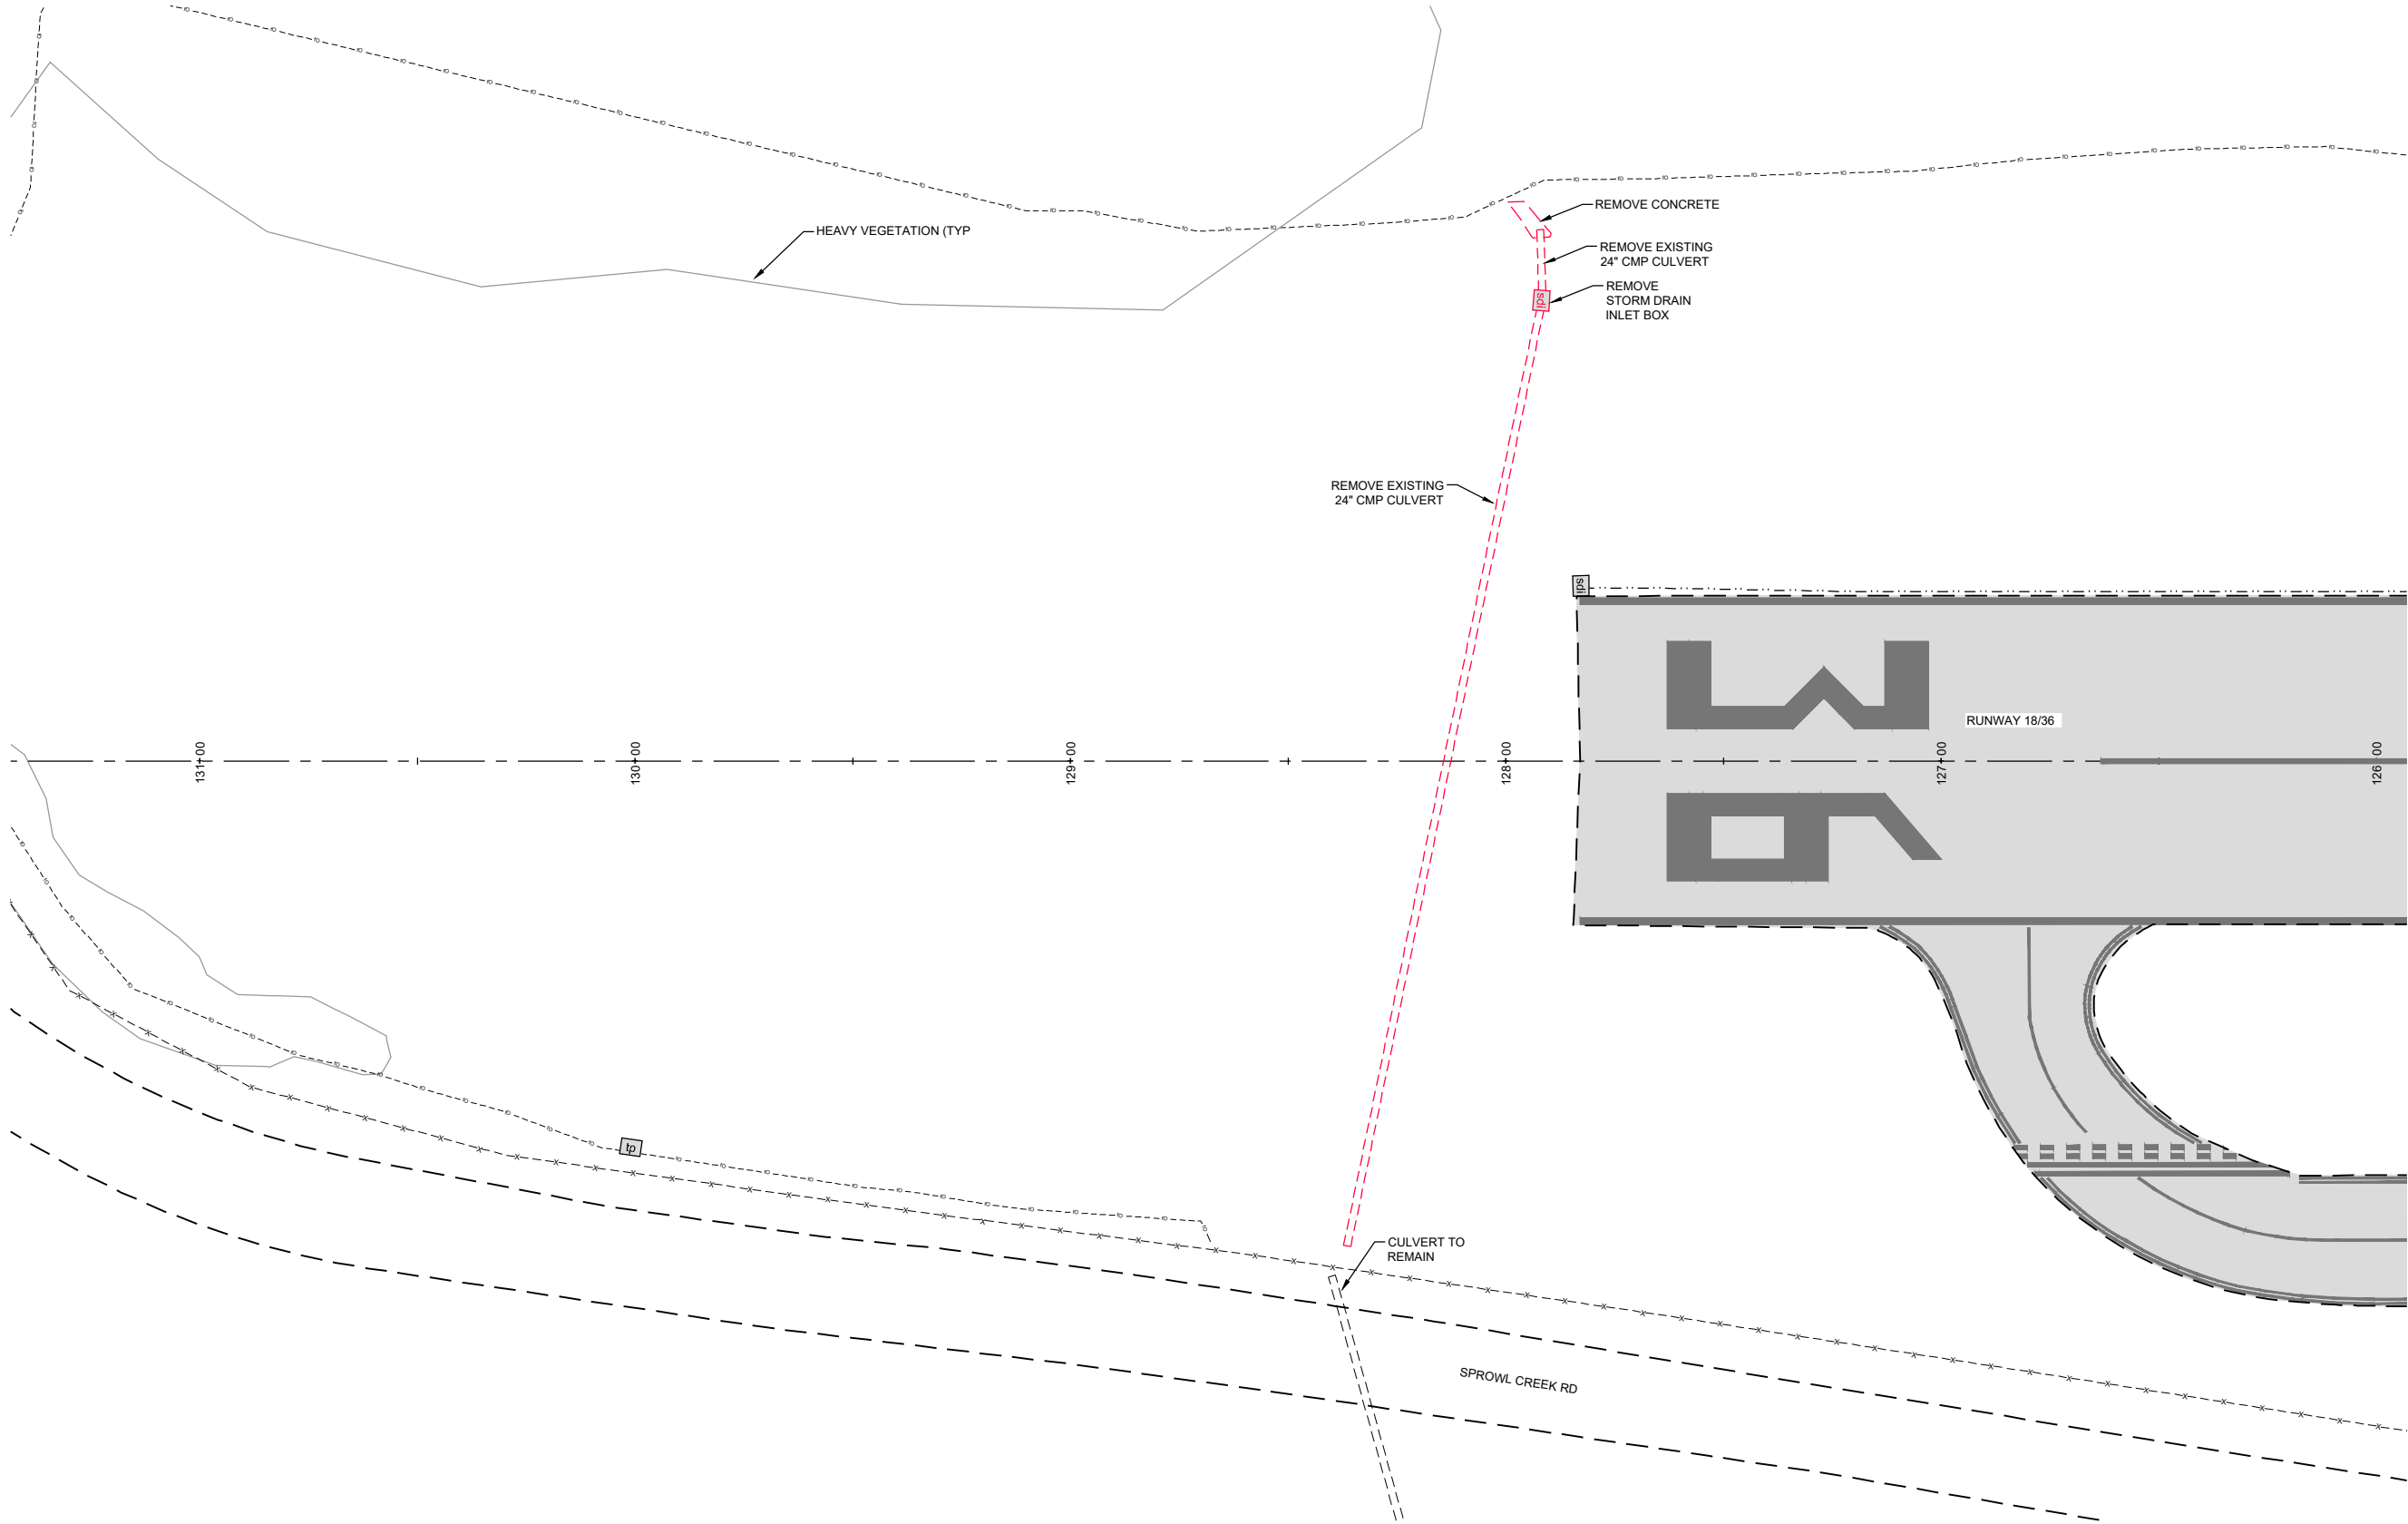 REMOVE CONCRETE
HEAVY VEGETATION (TYP
REMOVE EXISTING
24" CMP CULVERT
sdi
REMOVE
STORM DRAIN
INLET BOX
REMOVE EXISTING
24" CMP CULVERT
sdi
36
RUNWAY 18/36
131+00
130+00
129+00
128+00
127+00
126+00
tp
CULVERT TO
REMAIN
SPROWL CREEK RD